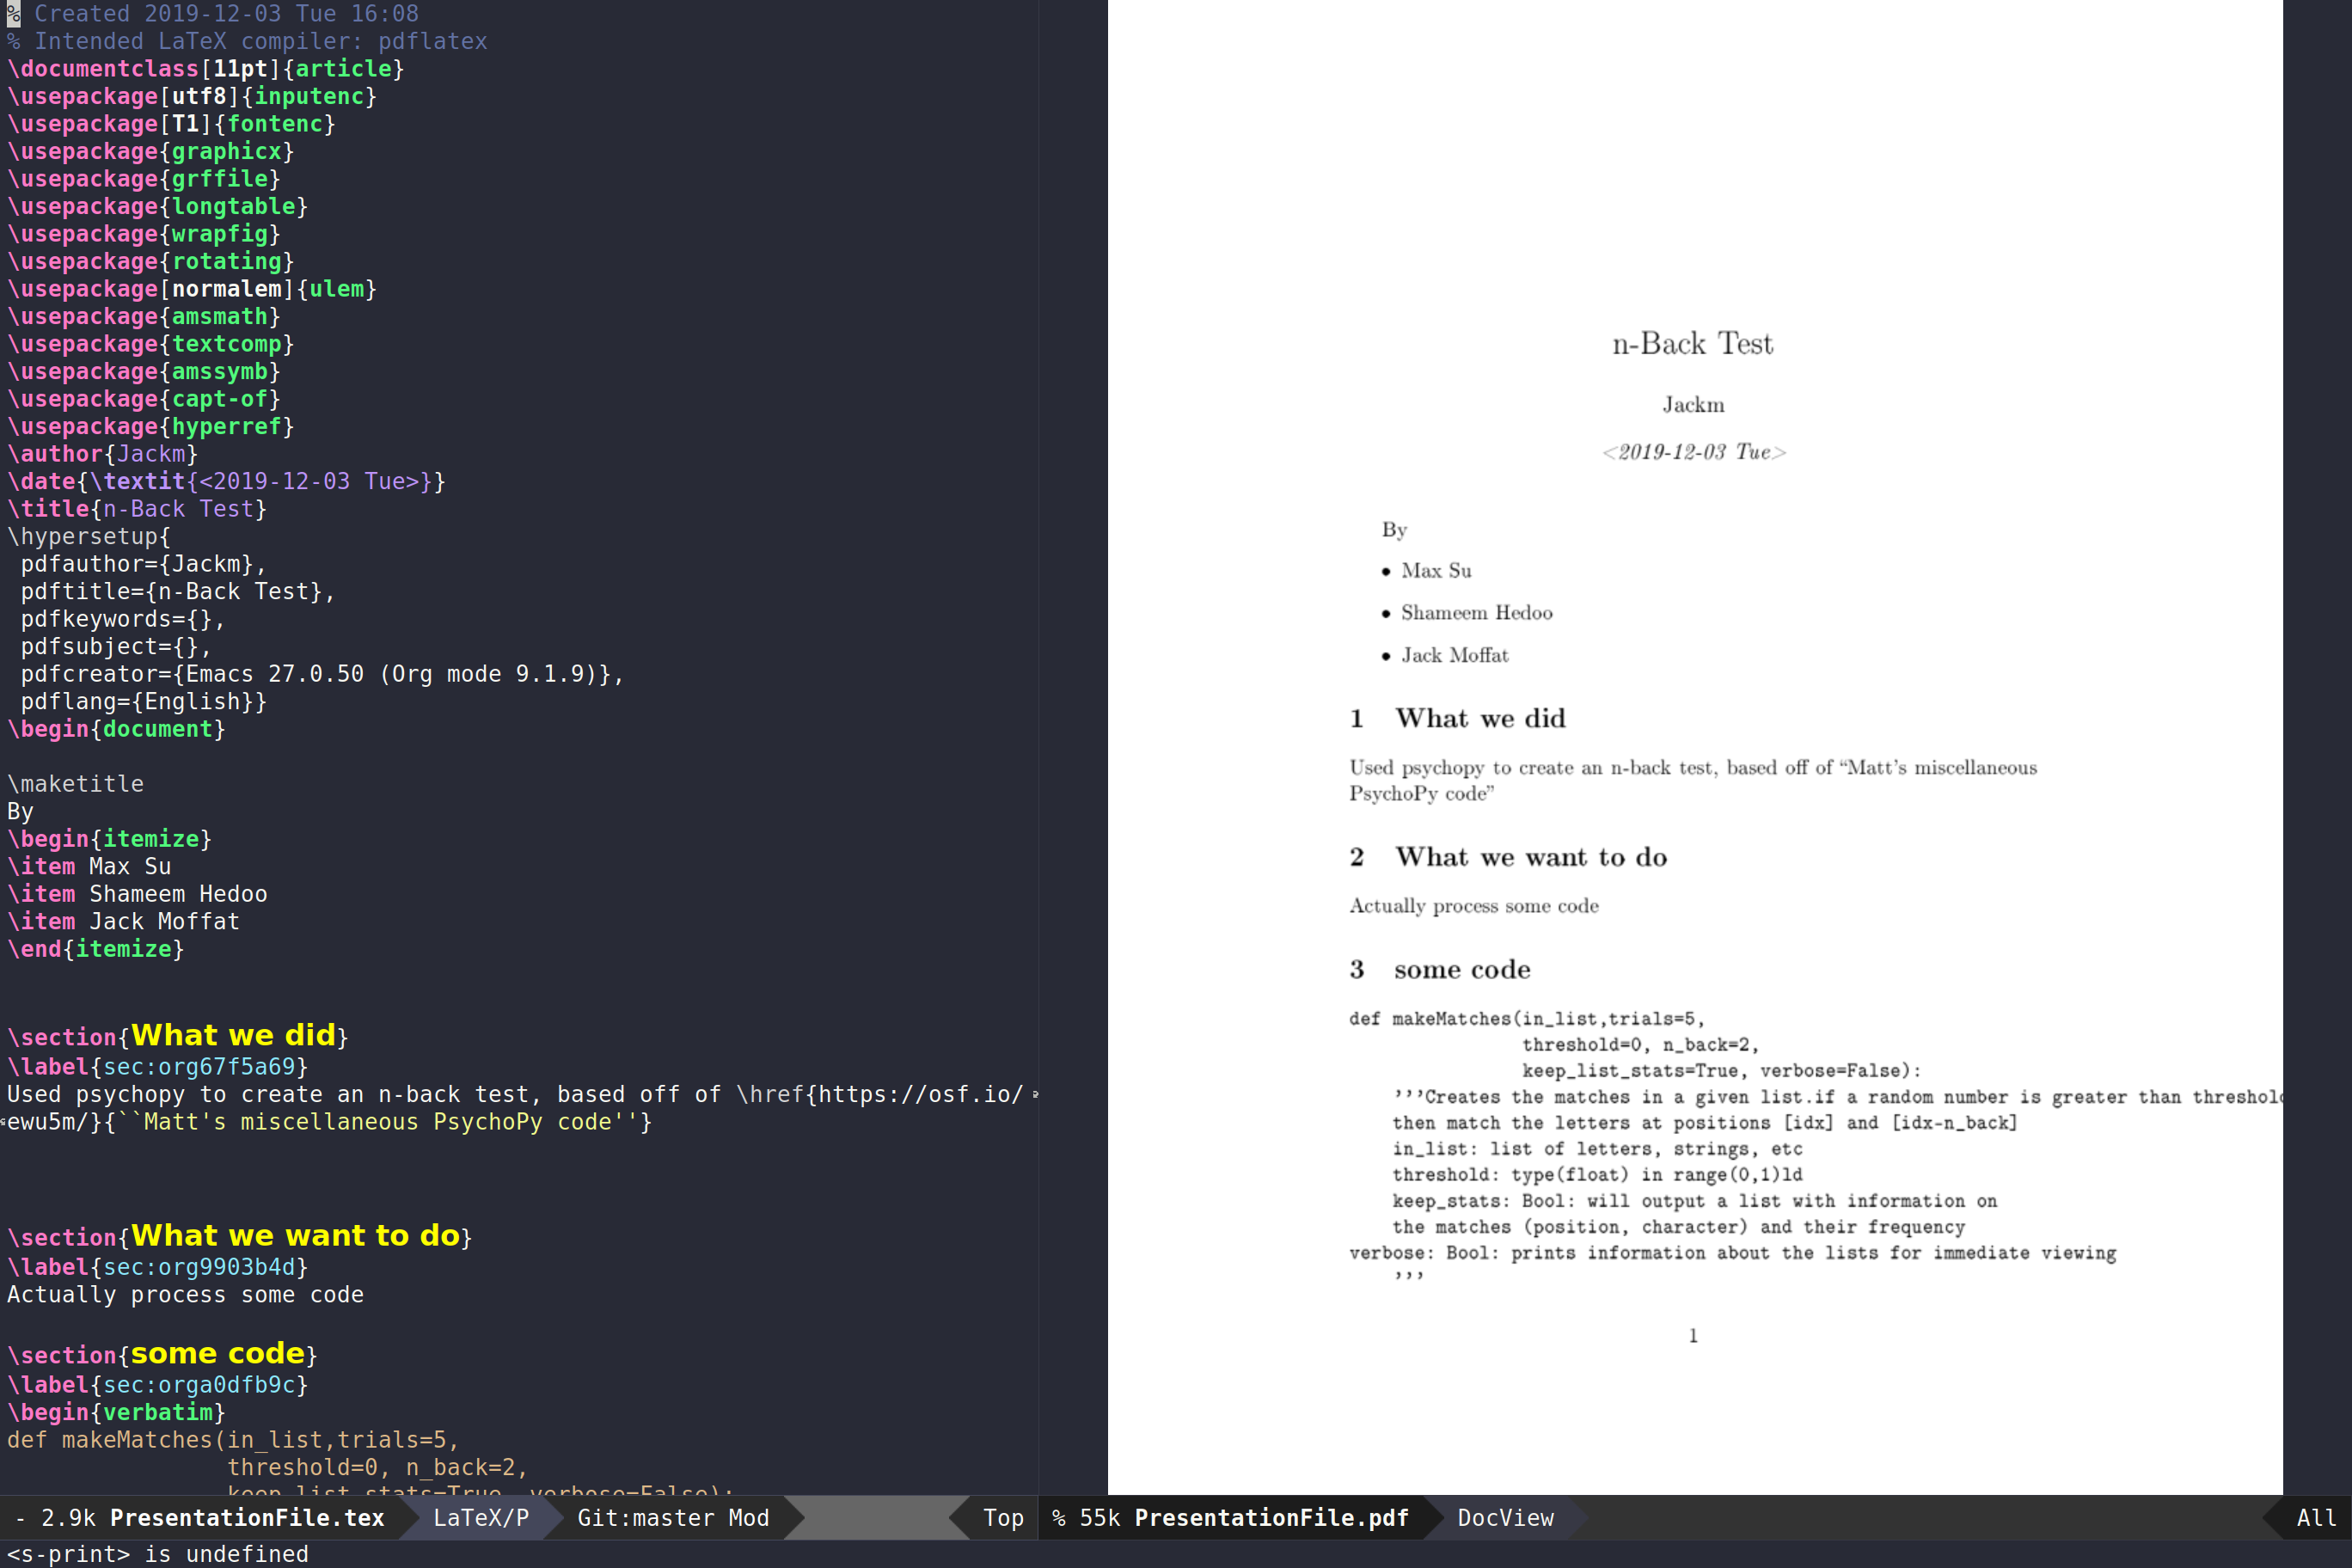 % Created 2019-12-03 Tue 16:08
% Intended LaTeX compiler: pdflatex
\documentclass[11pt]{article}
\usepackage[utf8]{inputenc}
\usepackage[T1]{fontenc}
\usepackage{graphicx}
\usepackage{grffile}
\usepackage{longtable}
\usepackage{wrapfig}
\usepackage{rotating}
\usepackage[normalem]{ulem}
\usepackage{amsmath}
\usepackage{textcomp}
\usepackage{amssymb}
\usepackage{capt-of}
\usepackage{hyperref}
\author{Jackm}
\date{\textit{<2019-12-03 Tue>}}
\title{n-Back Test}
\hypersetup{
 pdfauthor={Jackm},
 pdftitle={n-Back Test},
 pdfkeywords={},
 pdfsubject={},
 pdfcreator={Emacs 27.0.50 (Org mode 9.1.9)},
 pdflang={English}}
\begin{document}

\maketitle
By
\begin{itemize}
\item Max Su
\item Shameem Hedoo
\item Jack Moffat
\end{itemize}

\section{What we did}
\label{sec:org67f5a69}
Used psychopy to create an n-back test, based off of \href{https://osf.io/
ewu5m/}{``Matt's miscellaneous PsychoPy code''}

\section{What we want to do}
\label{sec:org9903b4d}
Actually process some code

\section{some code}
\label{sec:orga0dfb9c}
\begin{verbatim}
def makeMatches(in_list,trials=5,
                threshold=0, n_back=2,
                keep_list_stats=True, verbose=False):
- 2.9k PresentationFile.tex LaTeX/P Git:master Mod Top
n-Back Test
Jackm
<2019-12-03 Tue>
By
• Max Su
• Shameem Hedoo
• Jack Moffat
1 What we did
Used psychopy to create an n-back test, based off of “Matt’s miscellaneous
PsychoPy code”
2 What we want to do
Actually process some code
3 some code
def makeMatches(in_list,trials=5,
                threshold=0, n_back=2,
                keep_list_stats=True, verbose=False):
    ’’’Creates the matches in a given list.if a random number is greater than threshold
    then match the letters at positions [idx] and [idx-n_back]
    in_list: list of letters, strings, etc
    threshold: type(float) in range(0,1)ld
    keep_stats: Bool: will output a list with information on
    the matches (position, character) and their frequency
verbose: Bool: prints information about the lists for immediate viewing
    ’’’
1
% 55k PresentationFile.pdf DocView All
<s-print> is undefined